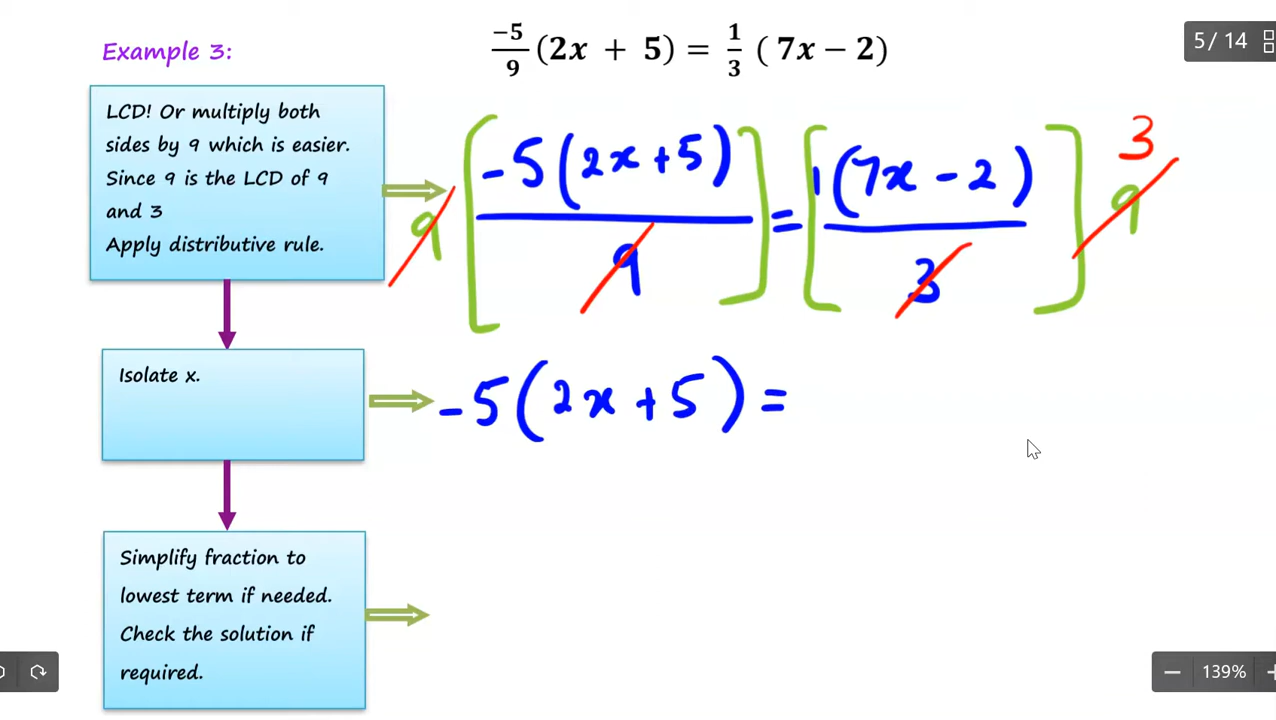 Example 3:
-5/9 (2x + 5) = 1/3 ( 7x − 2)
5 / 14
LCD! Or multiply both
sides by 9 which is easier.
Since 9 is the LCD of 9
and 3
Apply distributive rule.
9 [ -5(2x+5) / 9 ] = [ 1(7x-2) / 3 ] 9 3
Isolate x.
-5(2x+5) =
Simplify fraction to
lowest term if needed.
Check the solution if
required.
139%